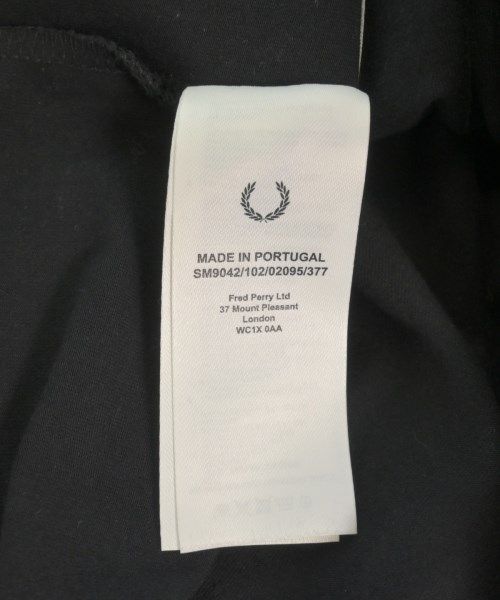 MADE IN PORTUGAL
SM9042/102/02095/377
Fred Perry Ltd
37 Mount Pleasant
London
WC1X 0AA